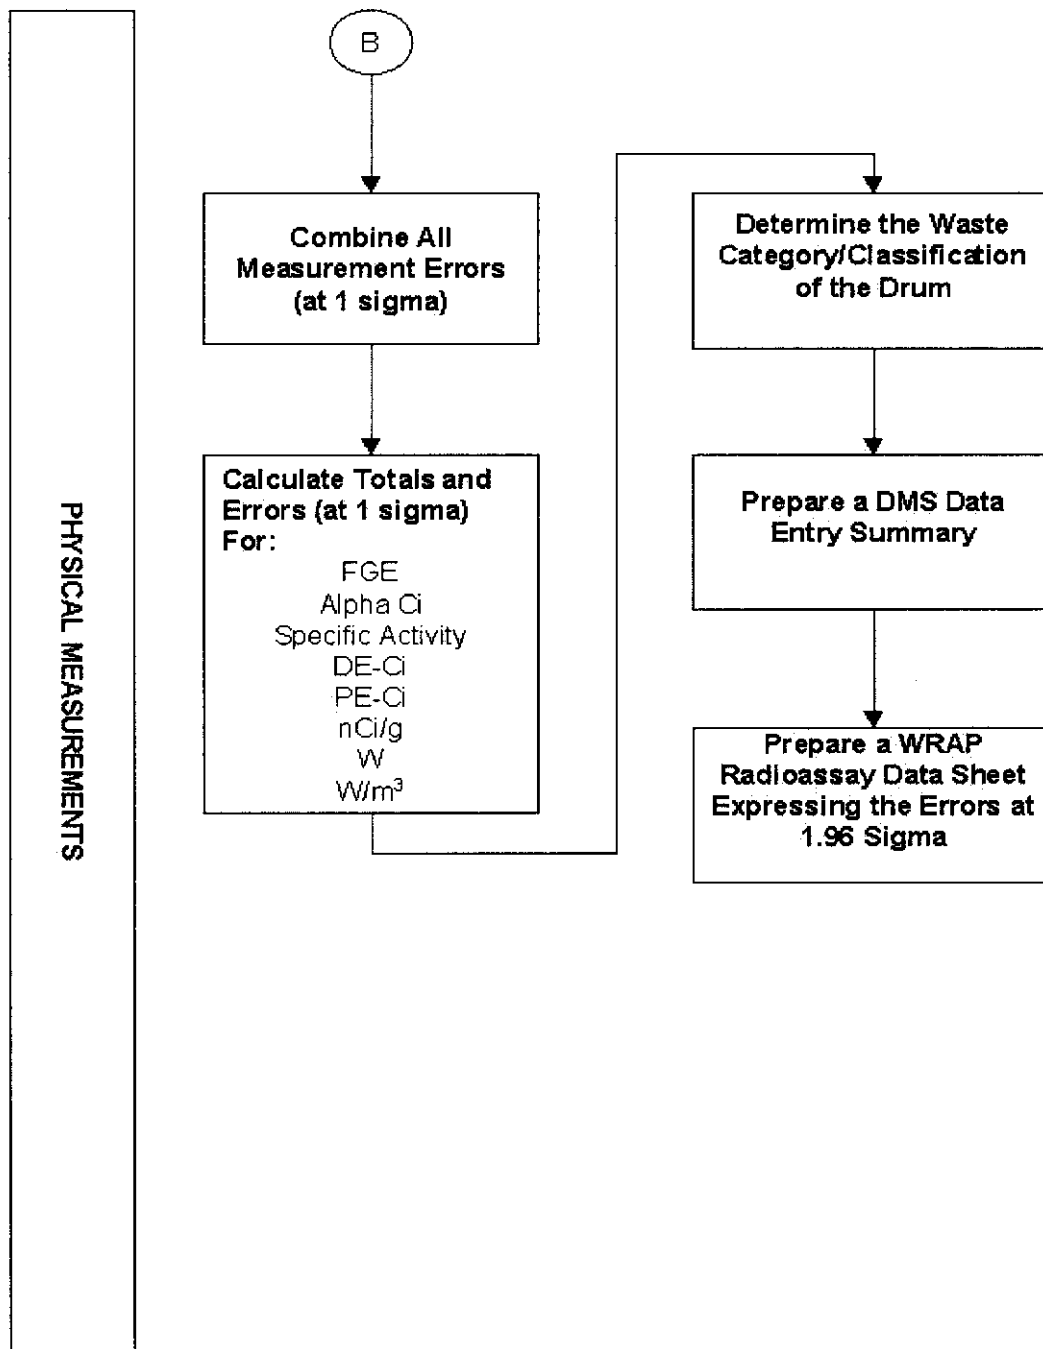 PHYSICAL MEASUREMENTS
B
Combine All
Measurement Errors
(at 1 sigma)
Calculate Totals and
Errors (at 1 sigma)
For:
FGE
Alpha Ci
Specific Activity
DE-Ci
PE-Ci
nCi/g
W
W/m³
Determine the Waste
Category/Classification
of the Drum
Prepare a DMS Data
Entry Summary
Prepare a WRAP
Radioassay Data Sheet
Expressing the Errors at
1.96 Sigma